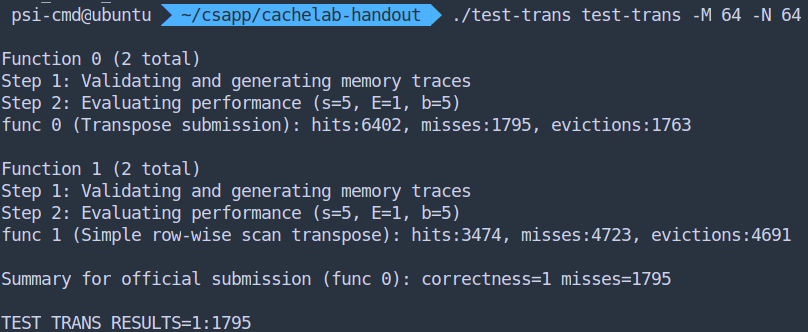 psi-cmd@ubuntu ~/csapp/cachelab-handout ./test-trans test-trans -M 64 -N 64
Function 0 (2 total)
Step 1: Validating and generating memory traces
Step 2: Evaluating performance (s=5, E=1, b=5)
func 0 (Transpose submission): hits:6402, misses:1795, evictions:1763
Function 1 (2 total)
Step 1: Validating and generating memory traces
Step 2: Evaluating performance (s=5, E=1, b=5)
func 1 (Simple row-wise scan transpose): hits:3474, misses:4723, evictions:4691
Summary for official submission (func 0): correctness=1 misses=1795
TEST_TRANS_RESULTS=1:1795